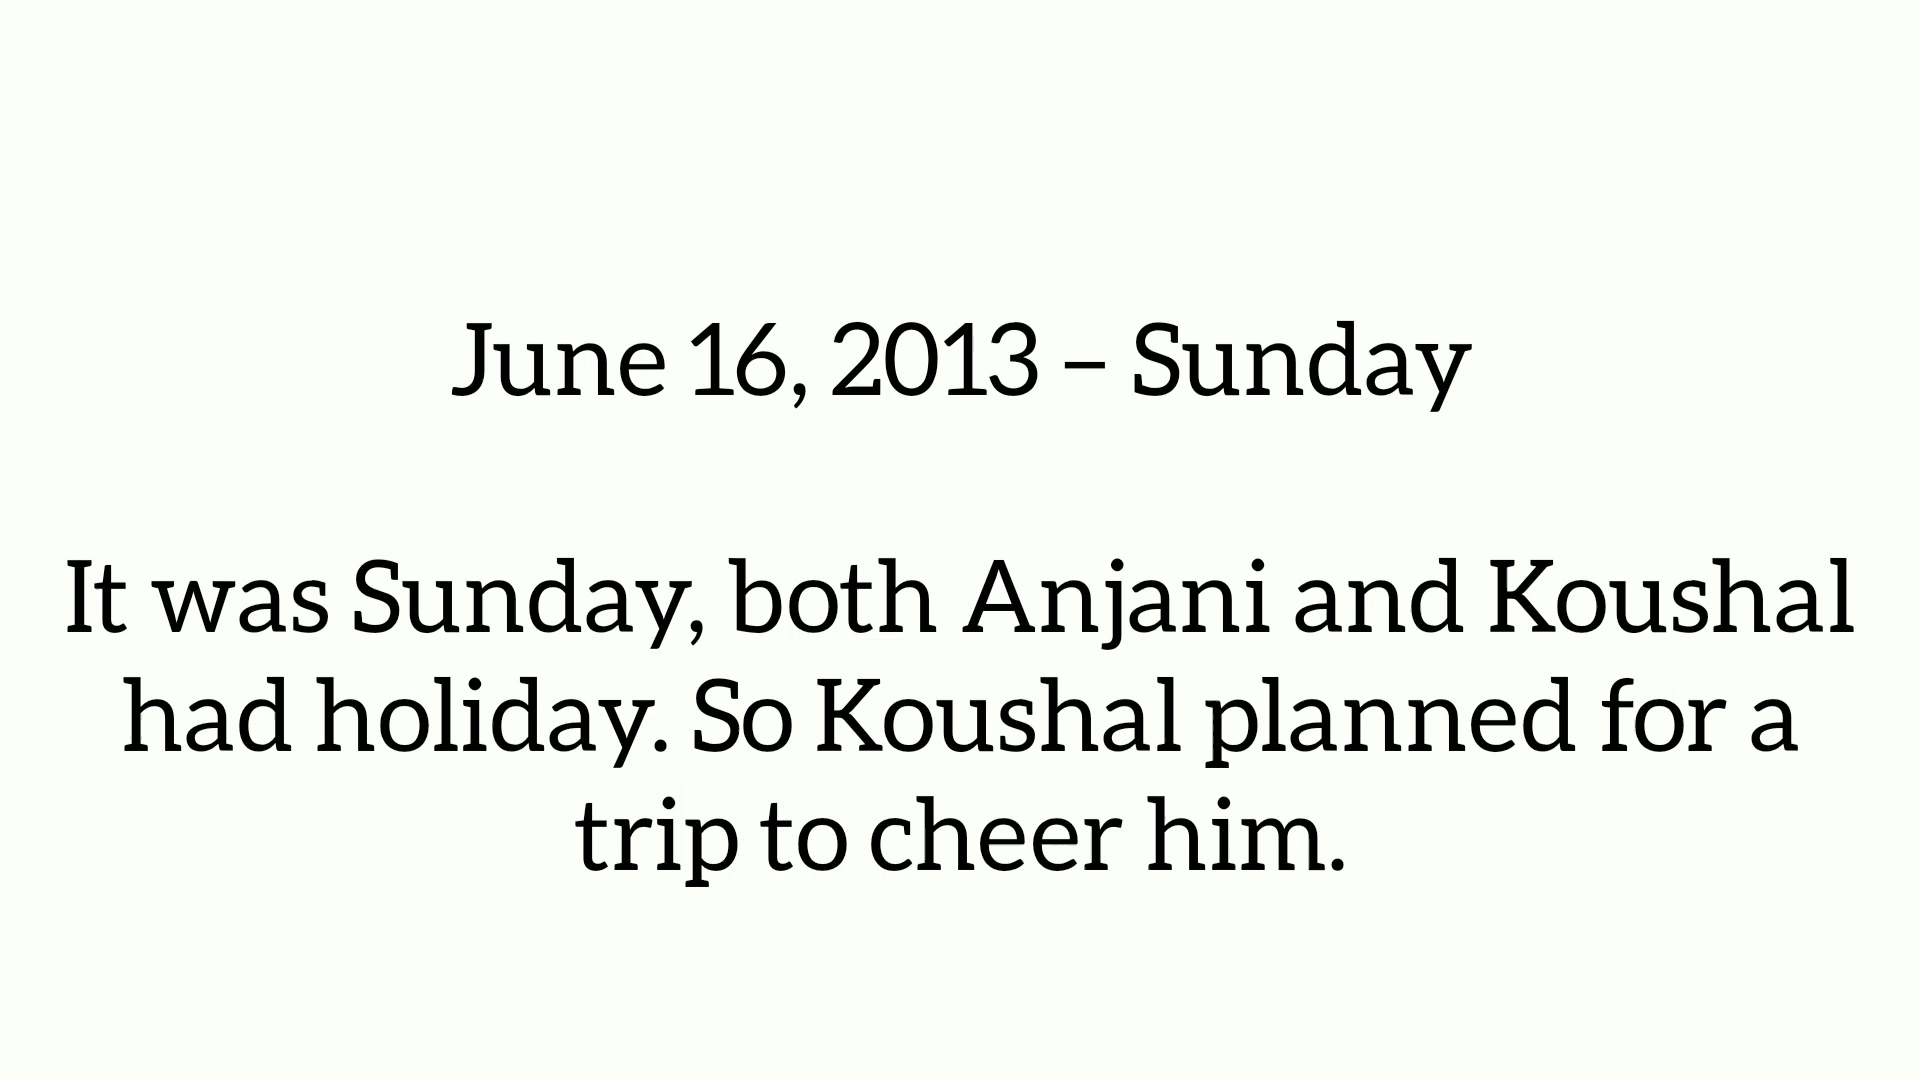 June 16, 2013 – Sunday
It was Sunday, both Anjani and Koushal
had holiday. So Koushal planned for a
trip to cheer him.